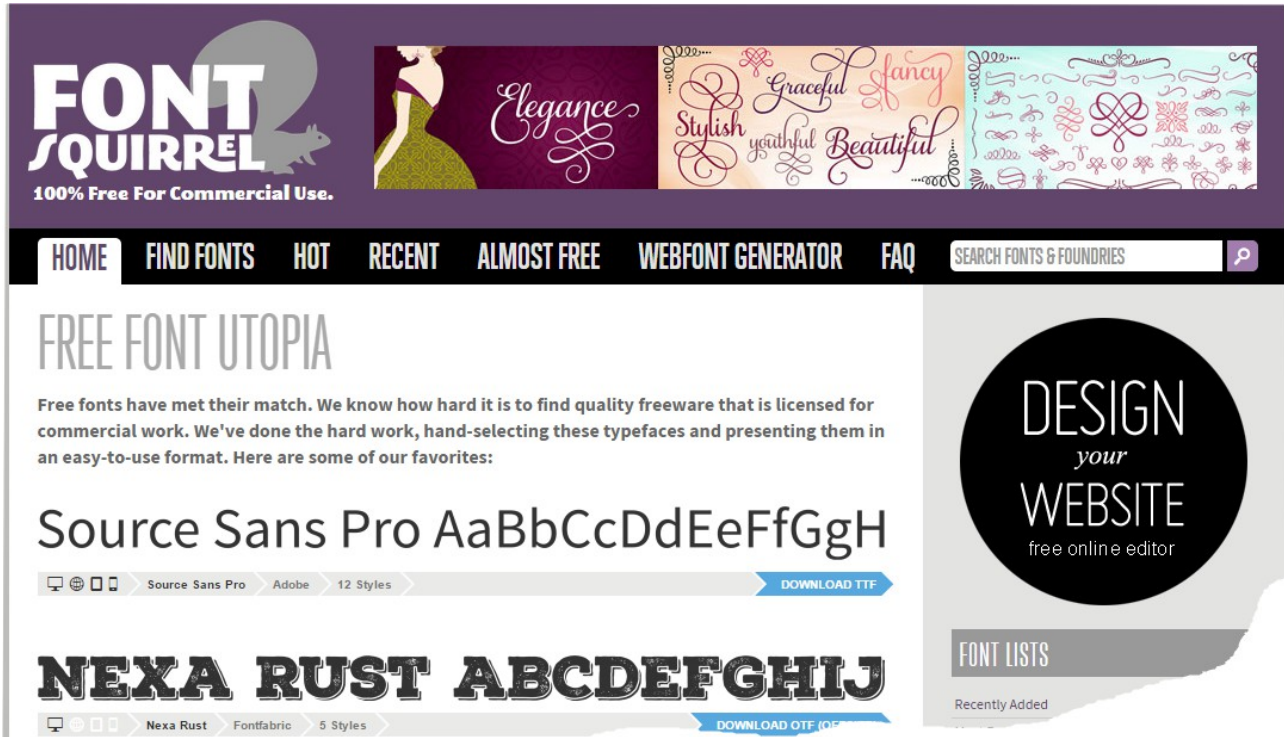 FONT
SQUIRREL
100% Free For Commercial Use.
Elegance
Stylish
Graceful
fancy
youthful
Beautiful
HOME FIND FONTS HOT RECENT ALMOST FREE WEBFONT GENERATOR FAQ SEARCH FONTS & FOUNDRIES
FREE FONT UTOPIA
Free fonts have met their match. We know how hard it is to find quality freeware that is licensed for
commercial work. We've done the hard work, hand-selecting these typefaces and presenting them in
an easy-to-use format. Here are some of our favorites:
Source Sans Pro AaBbCcDdEeFfGgH
Source Sans Pro Adobe 12 Styles DOWNLOAD TTF
NEXA RUST ABCDEFGHIJ
Nexa Rust Fontfabric 5 Styles DOWNLOAD OTF
DESIGN
your
WEBSITE
free online editor
FONT LISTS
Recently Added